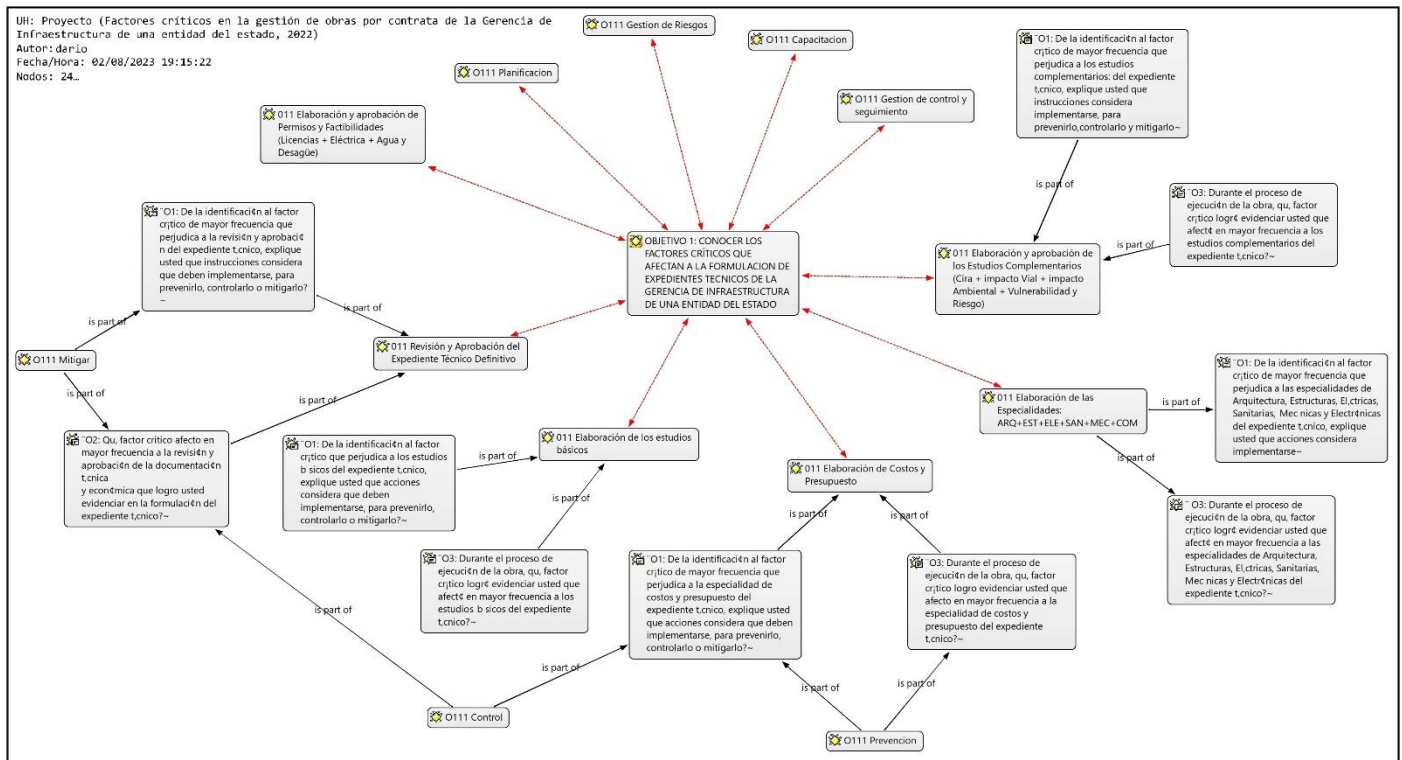 UH: Proyecto (Factores críticos en la gestión de obras por contrata de la Gerencia de
Infraestructura de una entidad del estado, 2022)
Autor: dario
Fecha/Hora: 02/08/2023 19:15:22
Nodos: 24…
O111 Gestion de Riesgos
O111 Capacitacion
O111 Planificacion
O111 Gestion de control y
seguimiento
011 Elaboración y aprobación de
Permisos y Factibilidades
(Licencias + Eléctrica + Agua y
Desagüe)
¨O1: De la identificaci¢n al factor
cr¡tico de mayor frecuencia que
perjudica a los estudios
complementarios: del expediente
t‚cnico, explique usted que
instrucciones considera
implementarse, para
prevenirlo,controlarlo y mitigarlo~
is part of
¨O3: Durante el proceso de
ejecuci¢n de la obra, qu‚ factor
cr¡tico logr¢ evidenciar usted que
afect¢ en mayor frecuencia a los
estudios complementarios del
expediente t‚cnico?~
is part of
¨O1: De la identificaci¢n al factor
cr¡tico de mayor frecuencia que
perjudica a la revisi¢n y aprobaci¢
n del expediente t‚cnico, explique
usted que instrucciones considera
que deben implementarse, para
prevenirlo, controlarlo o mitigarlo?
~
OBJETIVO 1: CONOCER LOS
FACTORES CRÍTICOS QUE
AFECTAN A LA FORMULACION DE
EXPEDIENTES TECNICOS DE LA
GERENCIA DE INFRAESTRUCTURA
DE UNA ENTIDAD DEL ESTADO
011 Elaboración y aprobación de
los Estudios Complementarios
(Cira + impacto Vial + impacto
Ambiental + Vulnerabilidad y
Riesgo)
is part of
is part of
O111 Mitigar
011 Revisión y Aprobación del
Expediente Técnico Definitivo
is part of
is part of
¨O2: Qu‚ factor critico afecto en
mayor frecuencia a la revisi¢n y
aprobaci¢n de la documentaci¢n
t‚cnica
y econ¢mica que logro usted
evidenciar en la formulaci¢n del
expediente t‚cnico?~
¨O1: De la identificaci¢n al factor
cr¡tico que perjudica a los estudios
b sicos del expediente t‚cnico,
explique usted que acciones
considera que deben
implementarse, para prevenirlo,
controlarlo o mitigarlo?~
is part of
011 Elaboración de los estudios
básicos
is part of
011 Elaboración de Costos y
Presupuesto
011 Elaboración de las
Especialidades:
ARQ+EST+ELE+SAN+MEC+COM
is part of
¨O1: De la identificaci¢n al factor
cr¡tico de mayor frecuencia que
perjudica a las especialidades de
Arquitectura, Estructuras, El‚ctricas,
Sanitarias, Mec nicas y Electr¢nicas
del expediente t‚cnico, explique
usted que acciones considera
implementarse~
is part of
¨O3: Durante el proceso de
ejecuci¢n de la obra, qu‚ factor
cr¡tico logr¢ evidenciar usted que
afect¢ en mayor frecuencia a las
especialidades de Arquitectura,
Estructuras, El‚ctricas, Sanitarias,
Mec nicas y Electr¢nicas del
expediente t‚cnico?~
¨O3: Durante el proceso de
ejecuci¢n de la obra, qu‚ factor
cr¡tico logr¢ evidenciar usted que
afect¢ en mayor frecuencia a los
estudios b sicos del expediente
t‚cnico?~
is part of
is part of
¨O1: De la identificaci¢n al factor
cr¡tico de mayor frecuencia que
perjudica a la especialidad de
costos y presupuesto del
expediente t‚cnico, explique usted
que acciones considera que deben
implementarse, para prevenirlo,
controlarlo o mitigarlo?~
¨O3: Durante el proceso de
ejecuci¢n de la obra, qu‚ factor
cr¡tico logro evidenciar usted que
afecto en mayor frecuencia a la
especialidad de costos y
presupuesto del expediente
t‚cnico?~
is part of
is part of
is part of
is part of
O111 Control
O111 Prevencion